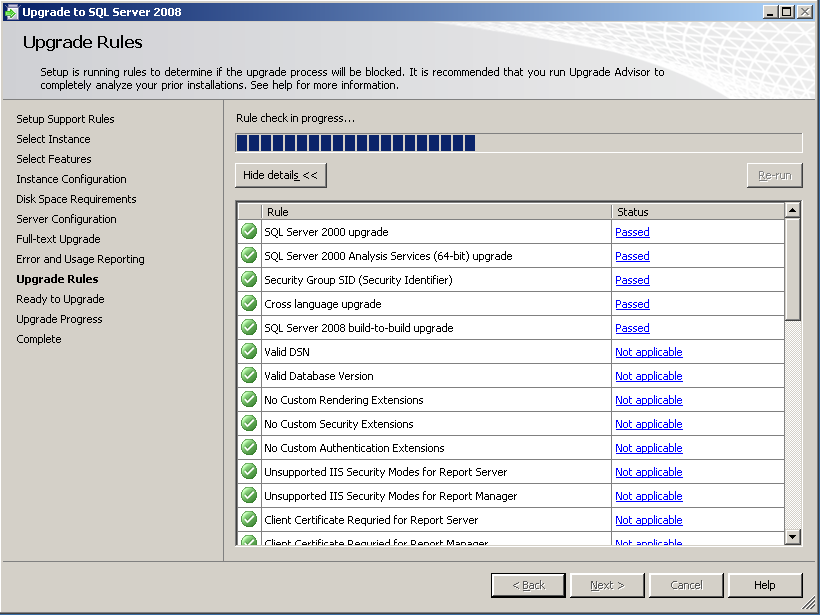 Upgrade to SQL Server 2008
Upgrade Rules
Setup is running rules to determine if the upgrade process will be blocked. It is recommended that you run Upgrade Advisor to
completely analyze your prior installations. See help for more information.
Setup Support Rules
Select Instance
Select Features
Instance Configuration
Disk Space Requirements
Server Configuration
Full-text Upgrade
Error and Usage Reporting
Upgrade Rules
Ready to Upgrade
Upgrade Progress
Complete
Rule check in progress...
Hide details <<
Re-run
Rule Status
SQL Server 2000 upgrade Passed
SQL Server 2000 Analysis Services (64-bit) upgrade Passed
Security Group SID (Security Identifier) Passed
Cross language upgrade Passed
SQL Server 2008 build-to-build upgrade Passed
Valid DSN Not applicable
Valid Database Version Not applicable
No Custom Rendering Extensions Not applicable
No Custom Security Extensions Not applicable
No Custom Authentication Extensions Not applicable
Unsupported IIS Security Modes for Report Server Not applicable
Unsupported IIS Security Modes for Report Manager Not applicable
Client Certificate Requried for Report Server Not applicable
Client Certificate Requried for Report Manager Not applicable
< Back
Next >
Cancel
Help